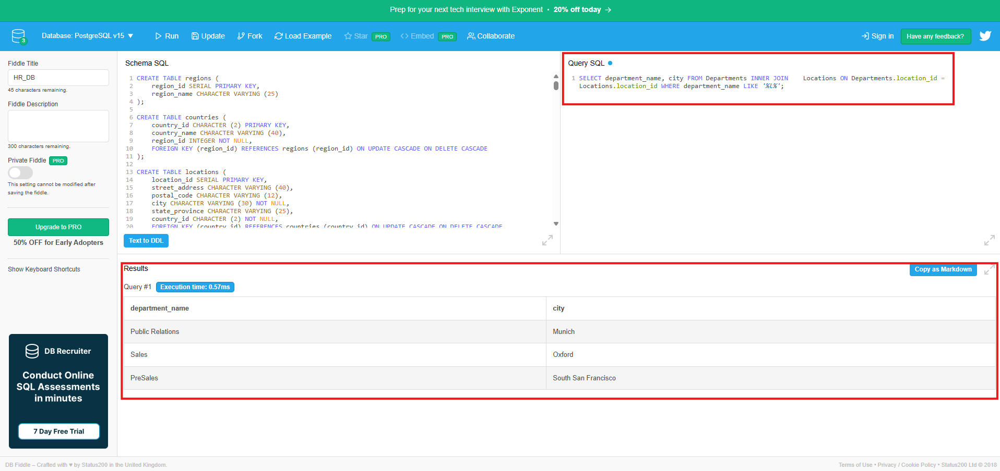 Prep for your next tech interview with Exponent • 20% off today →
3
Database: PostgreSQL v15 ▼
Run
Update
Fork
Load Example
Star PRO
Embed PRO
Collaborate
Sign in
Have any feedback?
Fiddle Title
HR_DB
45 characters remaining.
Fiddle Description
300 characters remaining.
Private Fiddle PRO
This setting cannot be modified after
saving the fiddle.
Upgrade to PRO
50% OFF for Early Adopters
Show Keyboard Shortcuts
DB Recruiter
Conduct Online
SQL Assessments
in minutes
7 Day Free Trial
Schema SQL
1 CREATE TABLE regions (
2 region_id SERIAL PRIMARY KEY,
3 region_name CHARACTER VARYING (25)
4 );
5
6 CREATE TABLE countries (
7 country_id CHARACTER (2) PRIMARY KEY,
8 country_name CHARACTER VARYING (40),
9 region_id INTEGER NOT NULL,
10 FOREIGN KEY (region_id) REFERENCES regions (region_id) ON UPDATE CASCADE ON DELETE CASCADE
11 );
12
13 CREATE TABLE locations (
14 location_id SERIAL PRIMARY KEY,
15 street_address CHARACTER VARYING (40),
16 postal_code CHARACTER VARYING (12),
17 city CHARACTER VARYING (30) NOT NULL,
18 state_province CHARACTER VARYING (25),
19 country_id CHARACTER (2) NOT NULL,
20 FOREIGN KEY (country_id) REFERENCES countries (country_id) ON UPDATE CASCADE ON DELETE CASCADE
Text to DDL
Query SQL
1 SELECT department_name, city FROM Departments INNER JOIN Locations ON Departments.location_id =
Locations.location_id WHERE department_name LIKE '%l%';
Results
Copy as Markdown
Query #1 Execution time: 0.57ms
department_name city
Public Relations Munich
Sales Oxford
PreSales South San Francisco
DB Fiddle – Crafted with ♥ by Status200 in the United Kingdom.
Terms of Use • Privacy / Cookie Policy • Status200 Ltd © 2018